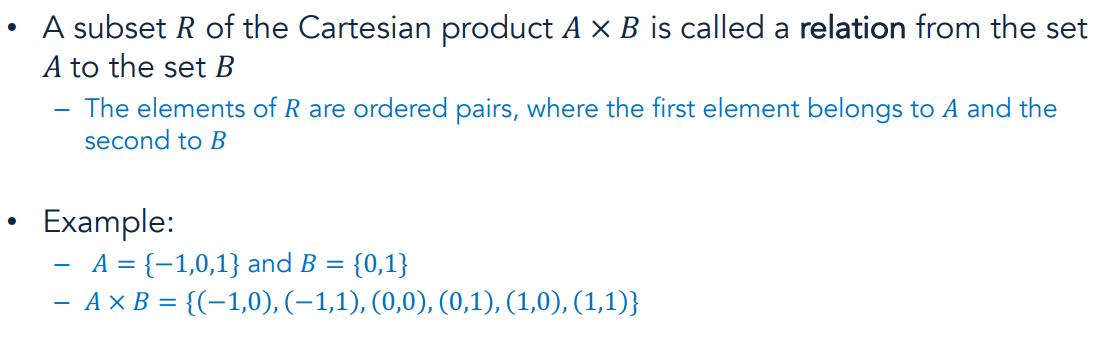 • A subset R of the Cartesian product A × B is called a relation from the set
A to the set B
– The elements of R are ordered pairs, where the first element belongs to A and the
second to B
• Example:
– A = {−1,0,1} and B = {0,1}
– A × B = {(−1,0), (−1,1), (0,0), (0,1), (1,0), (1,1)}